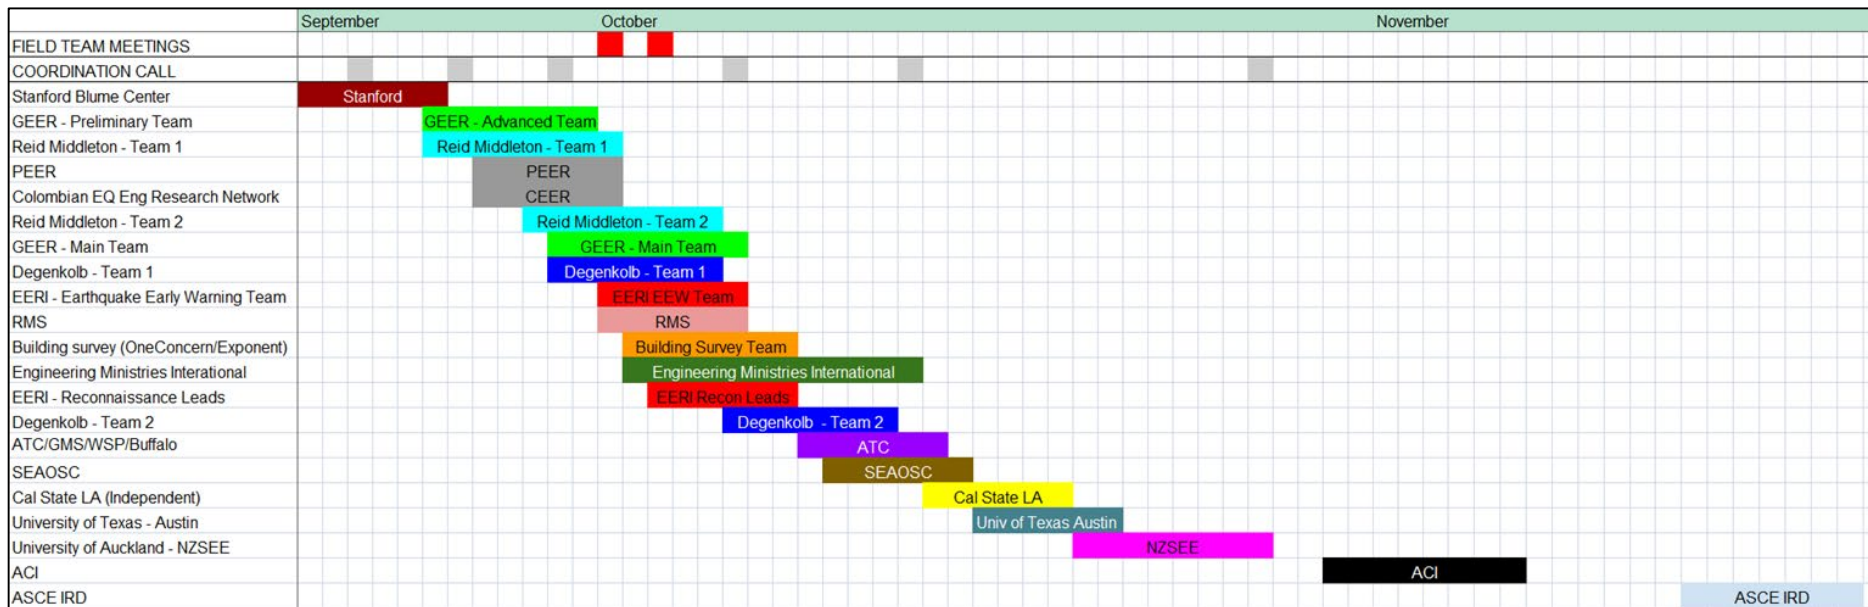 September October November
FIELD TEAM MEETINGS
COORDINATION CALL
Stanford Blume Center Stanford
GEER - Preliminary Team GEER - Advanced Team
Reid Middleton - Team 1 Reid Middleton - Team 1
PEER PEER
Colombian EQ Eng Research Network CEER
Reid Middleton - Team 2 Reid Middleton - Team 2
GEER - Main Team GEER - Main Team
Degenkolb - Team 1 Degenkolb - Team 1
EERI - Earthquake Early Warning Team EERI EEW Team
RMS RMS
Building survey (OneConcern/Exponent) Building Survey Team
Engineering Ministries Interational Engineering Ministries International
EERI - Reconnaissance Leads EERI Recon Leads
Degenkolb - Team 2 Degenkolb - Team 2
ATC/GMS/WSP/Buffalo ATC
SEAOSC SEAOSC
Cal State LA (Independent) Cal State LA
University of Texas - Austin Univ of Texas Austin
University of Auckland - NZSEE NZSEE
ACI ACI
ASCE IRD ASCE IRD